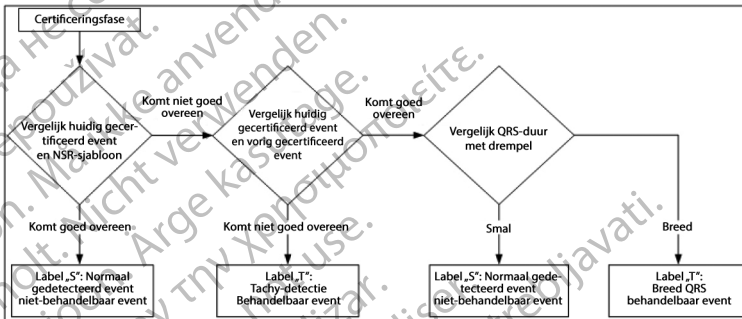 Certificeringsfase
Vergelijk huidig gecer-
tificeerd event
en NSR-sjabloon
Komt niet goed
overeen
Vergelijk huidig
gecertificeerd event
en vorig gecertificeerd
event
Komt goed
overeen
Vergelijk QRS-duur
met drempel
Komt goed overeen
Komt niet goed overeen
Smal
Breed
Label „S”: Normaal
gedetecteerd event
niet-behandelbaar event
Label „T”:
Tachy-detectie
Behandelbaar event
Label „S”: Normaal gede-
tecteerd event
niet-behandelbaar event
Label „T”:
Breed QRS
behandelbaar event